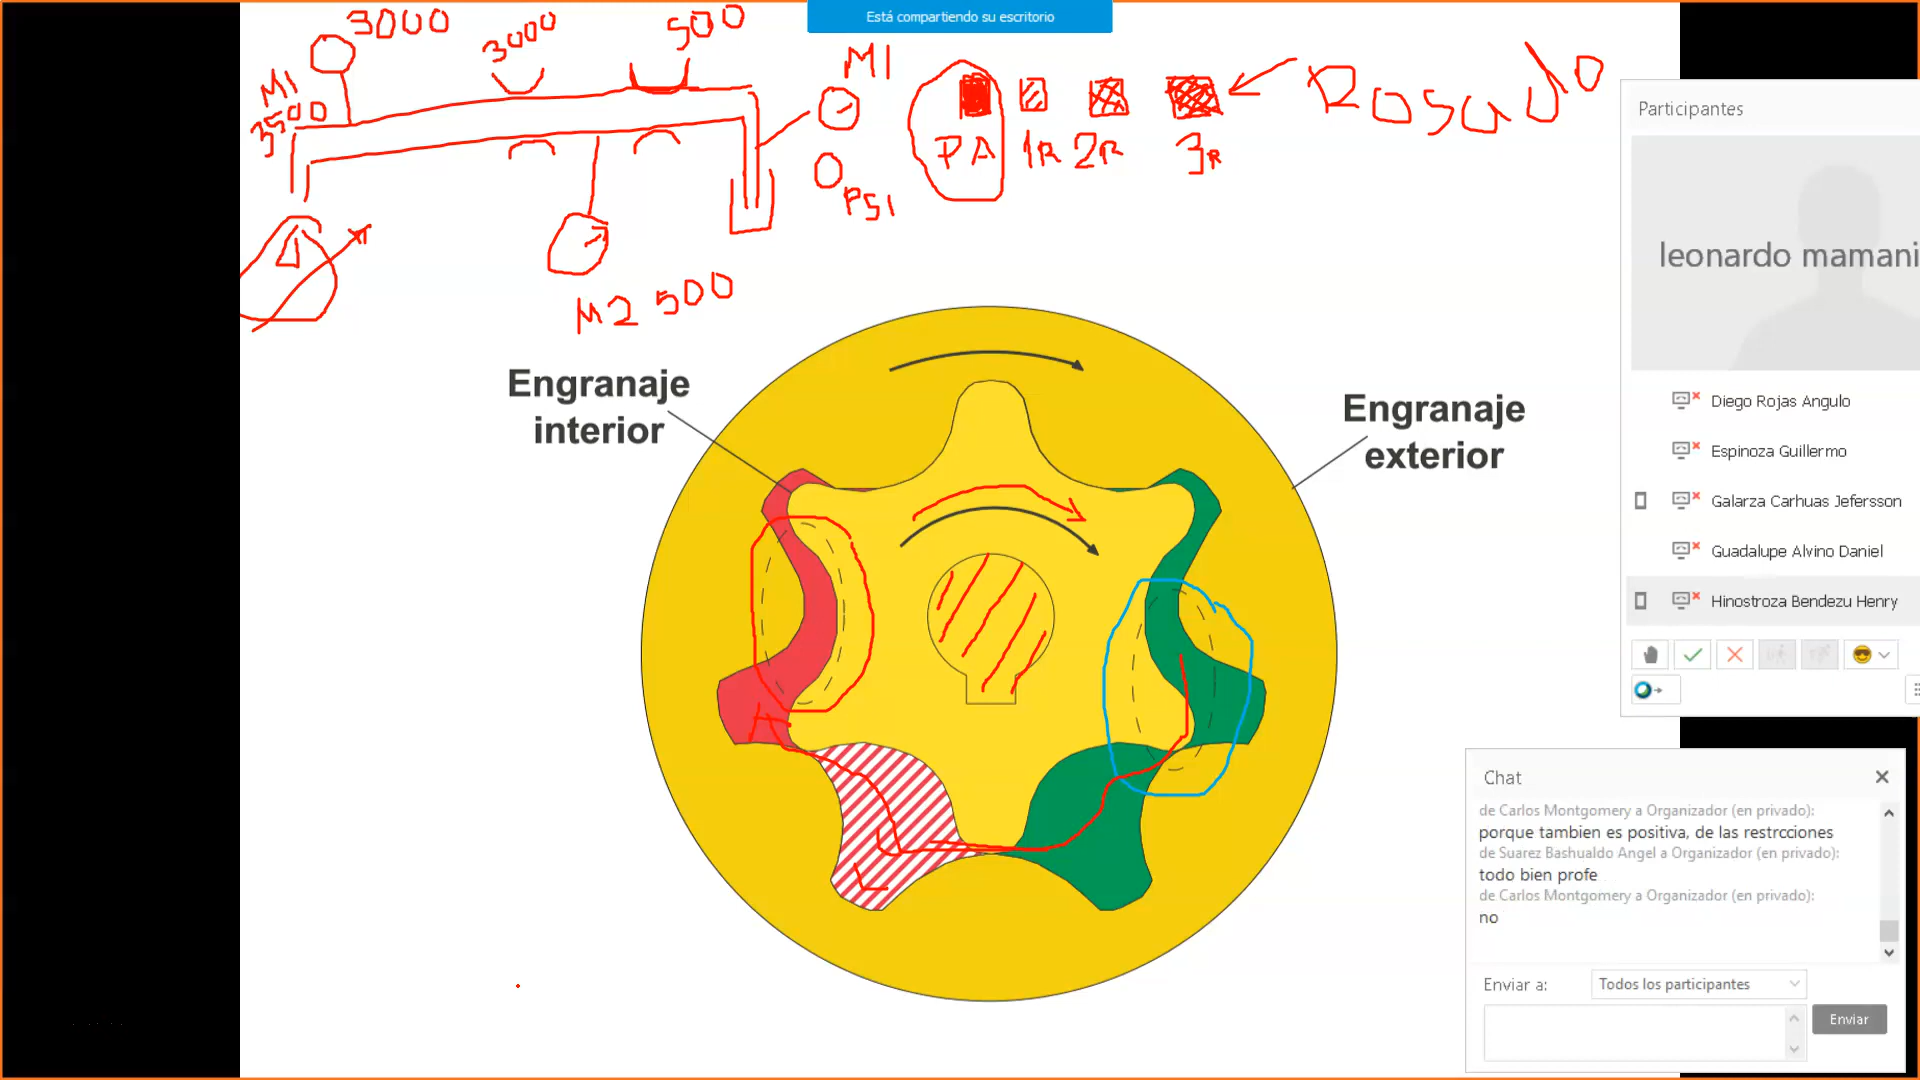 Está compartiendo su escritorio
3000
3000
500
M1
3500
M1
PSI
PA 1R 2R 3R
Rosado
M2 500
Engranaje
interior
Engranaje
exterior
Participantes
leonardo mamani
Diego Rojas Angulo
Espinoza Guillermo
Galarza Carhuas Jefersson
Guadalupe Alvino Daniel
Hinostroza Bendezu Henry
Chat
de Carlos Montgomery a Organizador (en privado):
porque tambien es positiva, de las restrcciones
de Suarez Bashualdo Angel a Organizador (en privado):
todo bien profe
de Carlos Montgomery a Organizador (en privado):
no
Enviar a:
Todos los participantes
Enviar